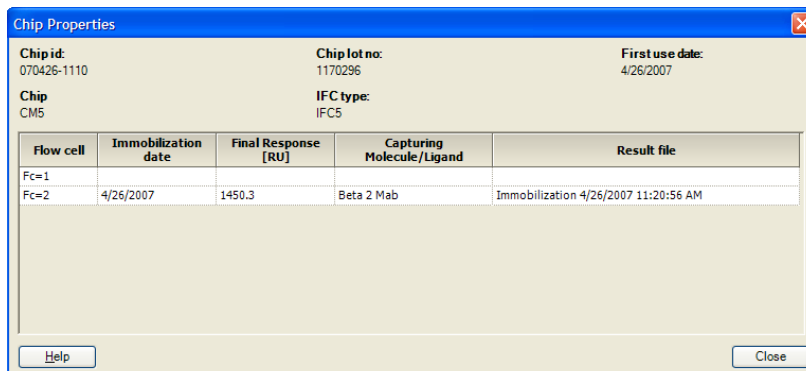 Chip Properties
Chip id: Chip lot no: First use date:
070426-1110 1170296 4/26/2007
Chip IFC type:
CM5 IFC5
Flow cell Immobilization date Final Response [RU] Capturing Molecule/Ligand Result file
Fc=1
Fc=2 4/26/2007 1450.3 Beta 2 Mab Immobilization 4/26/2007 11:20:56 AM
Help Close